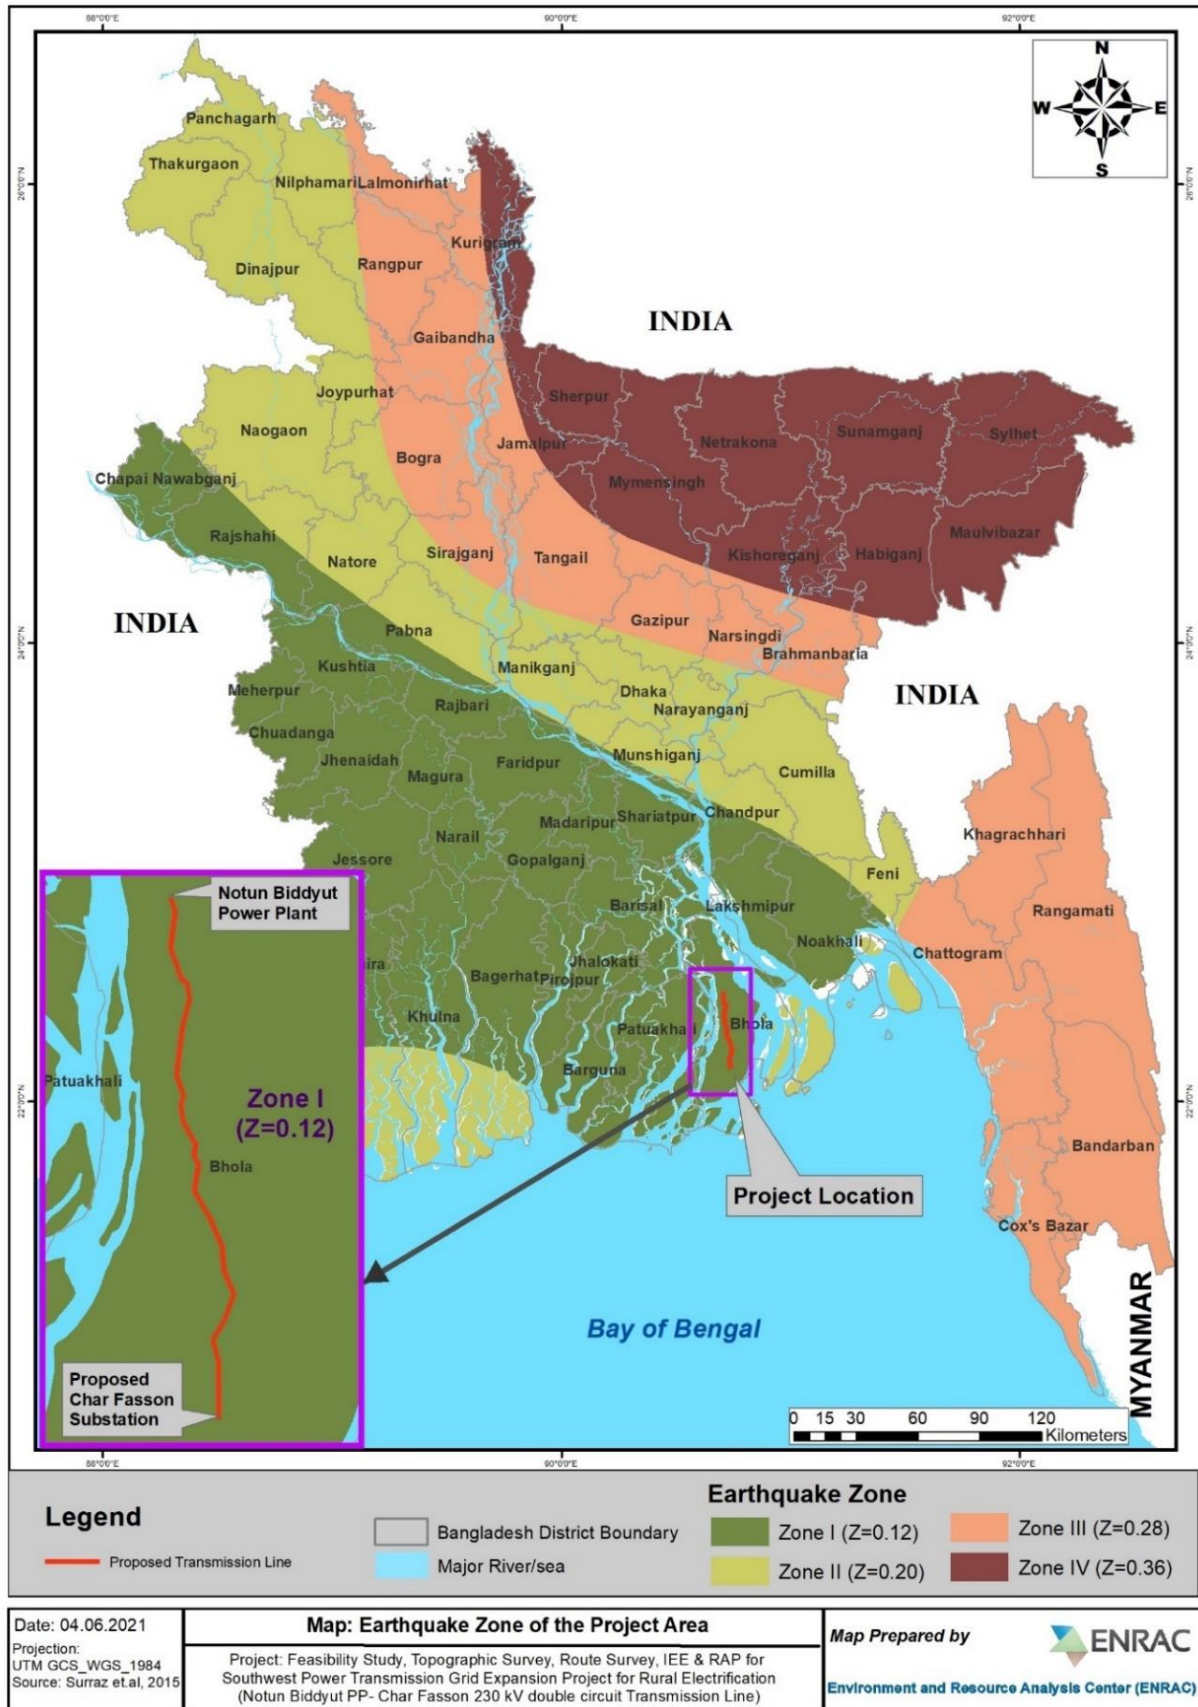 88°0'0"E
90°0'0"E
92°0'0"E
N
W
E
S
26°0'0"N
26°0'0"N
Panchagarh
Thakurgaon
Nilphamari
Lalmonirhat
Kurigram
Dinajpur
Rangpur
INDIA
Gaibandha
Joypurhat
Sherpur
Naogaon
Netrakona
Sunamganj
Sylhet
Jamalpur
Bogra
Chapai Nawabganj
Mymensingh
Rajshahi
Maulvibazar
Natore
Sirajganj
Tangail
Kishoreganj
Habiganj
INDIA
24°0'0"N
24°0'0"N
Pabna
Gazipur
Narsingdi
Brahmanbaria
Kushtia
Manikganj
Meherpur
Dhaka
INDIA
Rajbari
Narayanganj
Chuadanga
Jhenaidah
Faridpur
Munshiganj
Magura
Cumilla
Madaripur
Shariatpur
Chandpur
Narail
Khagrachhari
Jessore
Gopalganj
Feni
Notun Biddyut
Power Plant
Barisal
Lakshmipur
Rangamati
Noakhali
Chattogram
ira
Bagerhat
Jhalokati
Pirojpur
Khulna
Patuakhali
Bhola
Barguna
Patuakhali
Zone I
(Z=0.12)
22°0'0"N
Bandarban
Bhola
Project Location
Cox's Bazar
Bay of Bengal
MYANMAR
Proposed
Char Fasson
Substation
0 15 30 60 90 120
Kilometers
88°0'0"E
90°0'0"E
92°0'0"E
Legend
Proposed Transmission Line
Bangladesh District Boundary
Major River/sea
Earthquake Zone
Zone I (Z=0.12)
Zone II (Z=0.20)
Zone III (Z=0.28)
Zone IV (Z=0.36)
Date: 04.06.2021
Projection:
UTM GCS_WGS_1984
Source: Surraz et.al, 2015
Map: Earthquake Zone of the Project Area
Project: Feasibility Study, Topographic Survey, Route Survey, IEE & RAP for
Southwest Power Transmission Grid Expansion Project for Rural Electrification
(Notun Biddyut PP- Char Fasson 230 kV double circuit Transmission Line)
Map Prepared by
ENRAC
Environment and Resource Analysis Center (ENRAC)